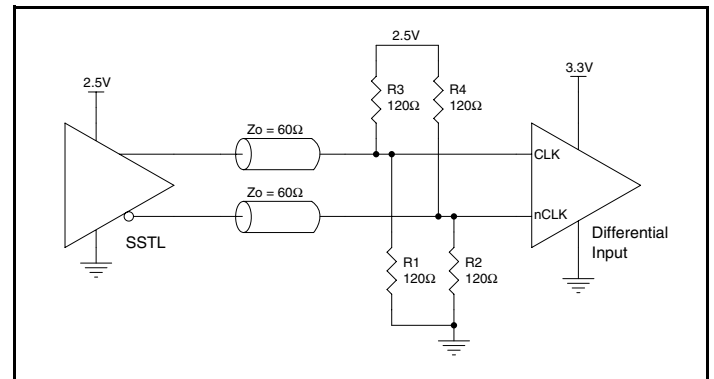 2.5V
2.5V
3.3V
R3
120Ω
R4
120Ω
Zo = 60Ω
CLK
Zo = 60Ω
nCLK
SSTL
Differential
Input
R1
120Ω
R2
120Ω